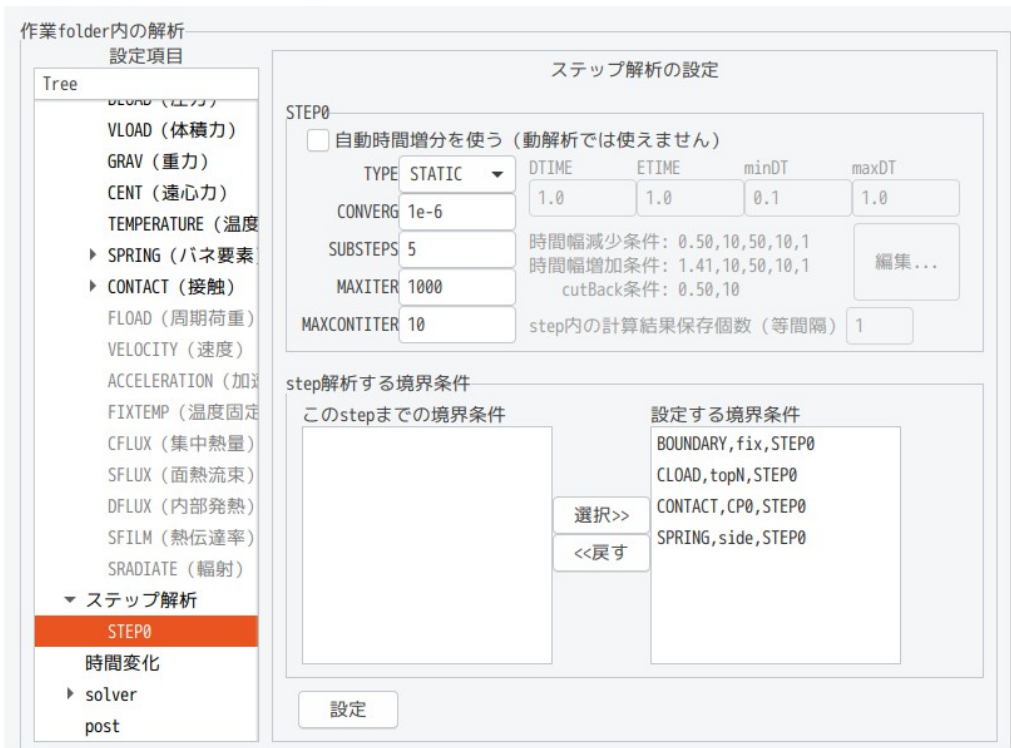 作業folder内の解析
設定項目
Tree
DLOAD (圧力)
VLOAD (体積力)
GRAV (重力)
CENT (遠心力)
TEMPERATURE (温度
SPRING (バネ要素
CONTACT (接触)
FLOAD (周期荷重)
VELOCITY (速度)
ACCELERATION (加速
FIXTEMP (温度固定
CFLUX (集中熱量)
SFLUX (面熱流束)
DFLUX (内部発熱)
SFILM (熱伝達率)
SRADIATE (輻射)
ステップ解析
STEP0
時間変化
solver
post
ステップ解析の設定
STEP0
自動時間増分を使う (動解析では使えません)
TYPE STATIC
CONVERG 1e-6
SUBSTEPS 5
MAXITER 1000
MAXCONTITER 10
DTIME ETIME minDT maxDT
1.0 1.0 0.1 1.0
時間幅減少条件: 0.50,10,50,10,1
時間幅増加条件: 1.41,10,50,10,1
cutBack条件: 0.50,10
編集...
step内の計算結果保存個数 (等間隔) 1
step解析する境界条件
このstepまでの境界条件
選択>>
<<戻す
設定する境界条件
BOUNDARY,fix,STEP0
CLOAD,topN,STEP0
CONTACT,CP0,STEP0
SPRING,side,STEP0
設定